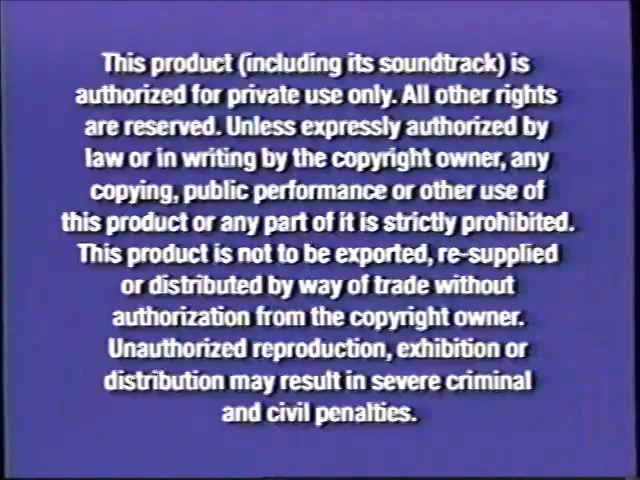 This product (including its soundtrack) is
authorized for private use only. All other rights
are reserved. Unless expressly authorized by
law or in writing by the copyright owner, any
copying, public performance or other use of
this product or any part of it is strictly prohibited.
This product is not to be exported, re-supplied
or distributed by way of trade without
authorization from the copyright owner.
Unauthorized reproduction, exhibition or
distribution may result in severe criminal
and civil penalties.